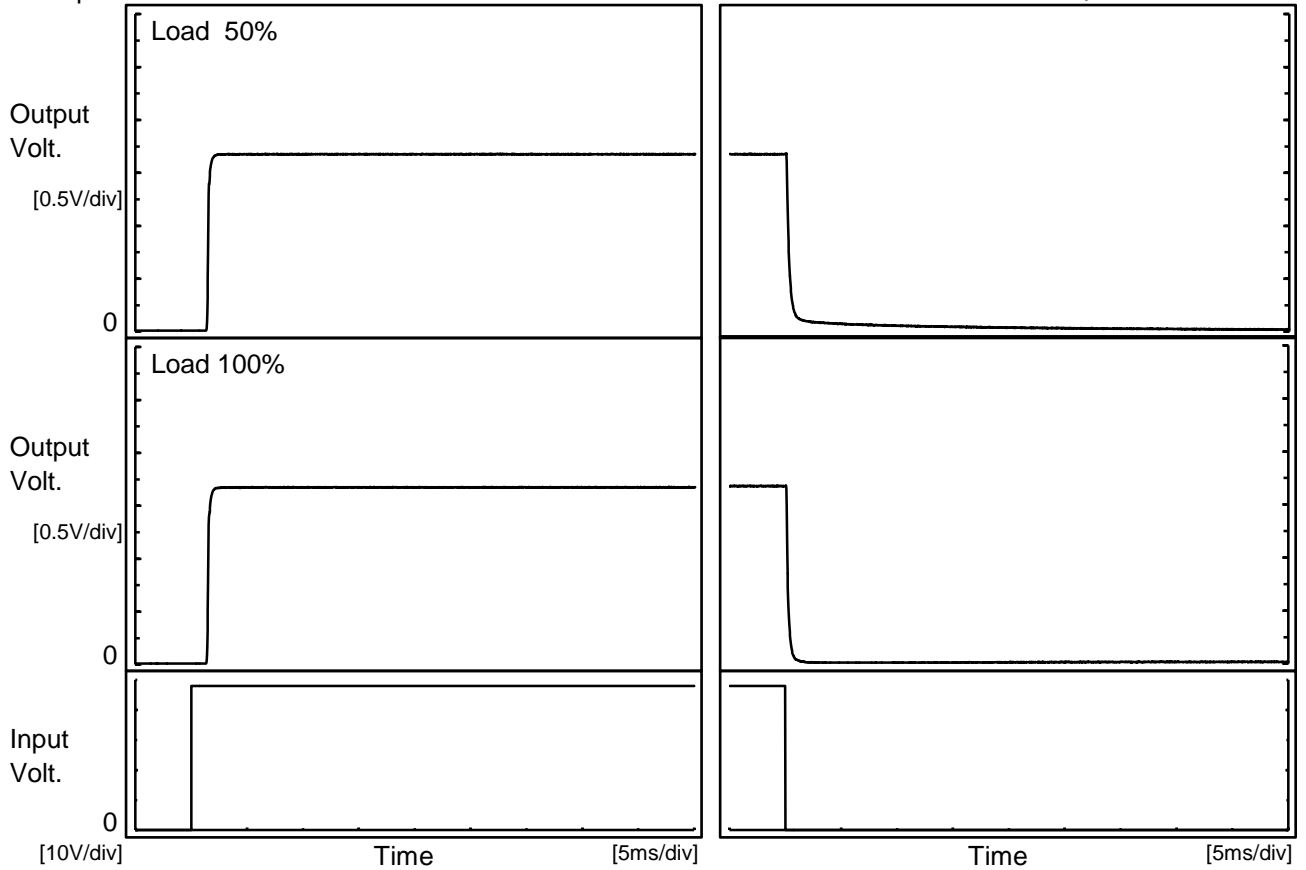 Load 50%
Output
Volt.
[0.5V/div]
0
Load 100%
Output
Volt.
[0.5V/div]
0
Input
Volt.
0
[10V/div]
Time
[5ms/div]
Time
[5ms/div]